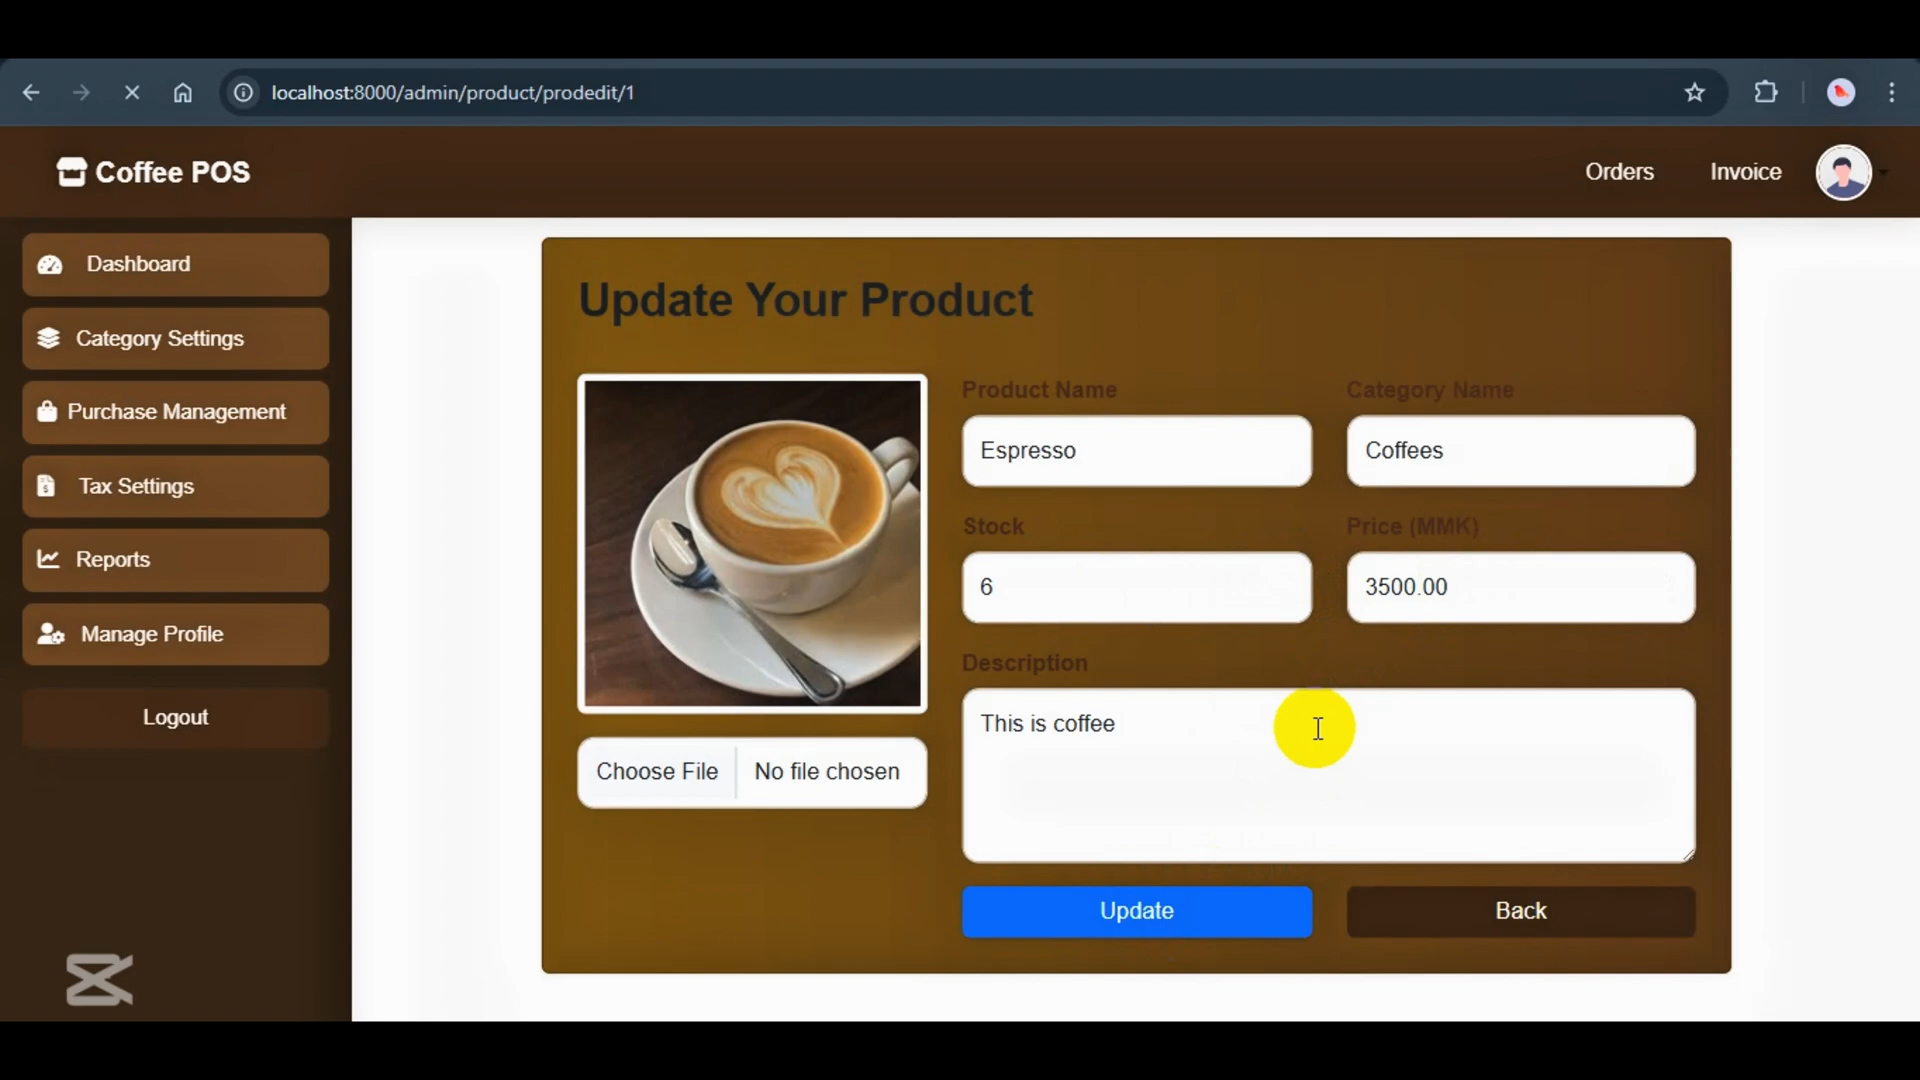 localhost:8000/admin/product/prodedit/1
Coffee POS
Orders
Invoice
Dashboard
Category Settings
Purchase Management
Tax Settings
Reports
Manage Profile
Logout
Update Your Product
Choose File
No file chosen
Product Name
Category Name
Espresso
Coffees
Stock
Price (MMK)
6
3500.00
Description
This is coffee
Update
Back